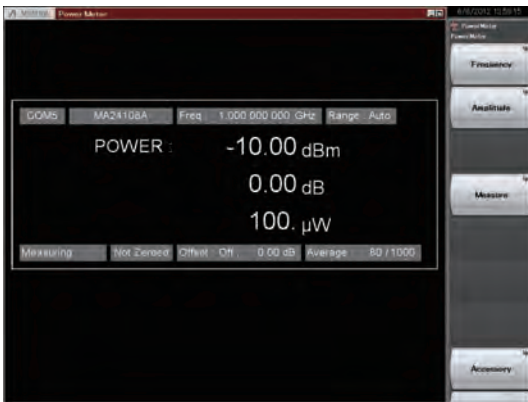 Power Meter 6/8/2012 10:59:15
Power Meter
Power Meter
Frequency
Amplitude
COM5 MA24108A Freq : 1.000 000 000 GHz Range : Auto
POWER : -10.00 dBm
0.00 dB
100. µW
Measure
Measuring Not Zeroed Offset : Off 0.00 dB Average : 80 / 1000
Accessory